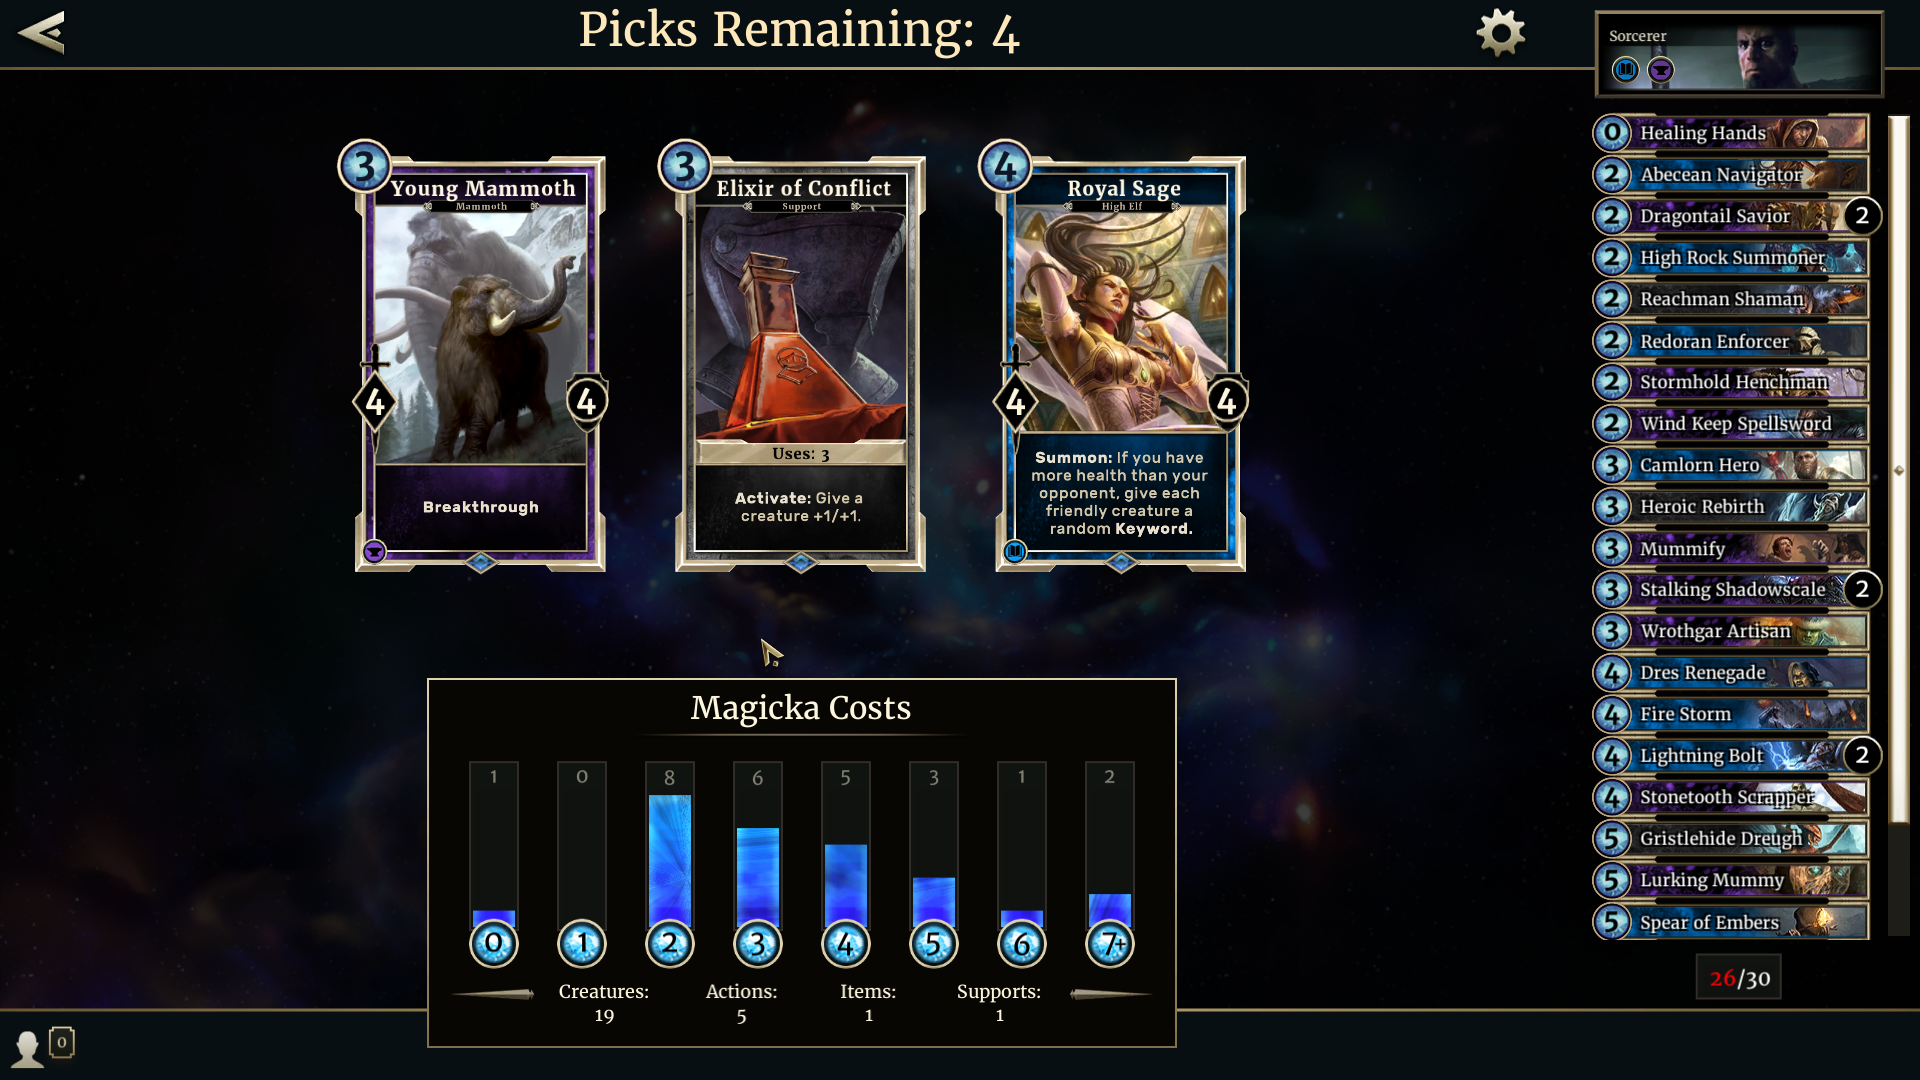 Picks Remaining: 4
Sorcerer
3
Young Mammoth
Mammoth
4
4
Breakthrough
3
Elixir of Conflict
Support
Uses: 3
Activate: Give a
creature +1/+1.
4
Royal Sage
High Elf
4
4
Summon: If you have
more health than your
opponent, give each
friendly creature a
random Keyword.
Magicka Costs
1 0 8 6 5 3 1 2
0 1 2 3 4 5 6 7+
Creatures: Actions: Items: Supports:
19 5 1 1
0 Healing Hands
2 Abecean Navigator
2 Dragontail Savior 2
2 High Rock Summoner
2 Reachman Shaman
2 Redoran Enforcer
2 Stormhold Henchman
2 Wind Keep Spellsword
3 Camlorn Hero
3 Heroic Rebirth
3 Mummify
3 Stalking Shadowscale 2
3 Wrothgar Artisan
4 Dres Renegade
4 Fire Storm
4 Lightning Bolt 2
4 Stonetooth Scrapper
5 Gristlehide Dreugh
5 Lurking Mummy
5 Spear of Embers
26/30
0